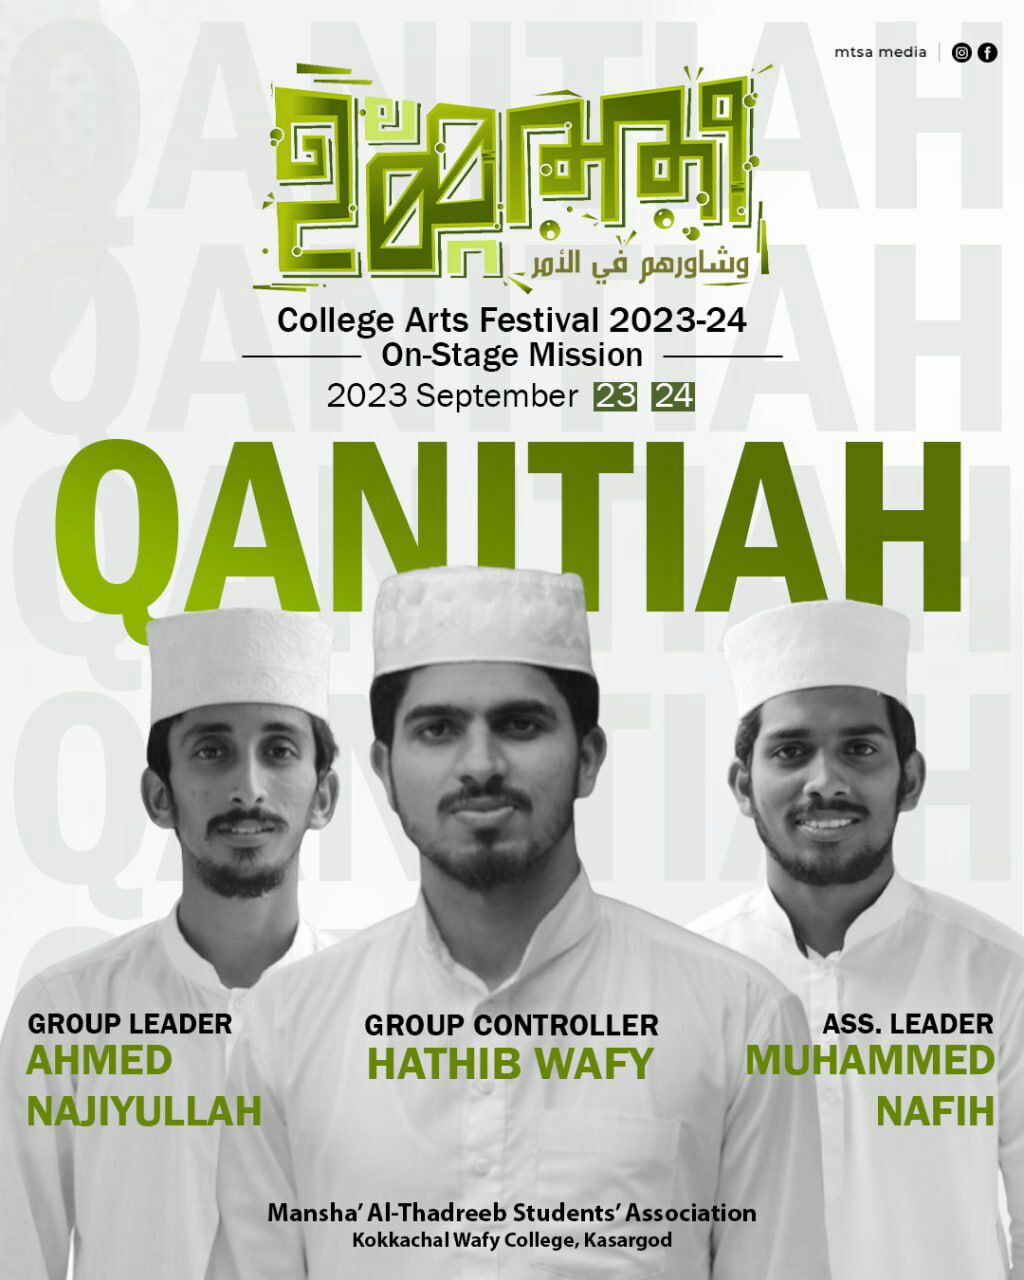 mtsa media
وشاورهم في الأمر
College Arts Festival 2023-24
On-Stage Mission
2023 September 23 24
QANITIAH
GROUP LEADER
AHMED
NAJIYULLAH
GROUP CONTROLLER
HATHIB WAFY
ASS. LEADER
MUHAMMED
NAFIH
Mansha' Al-Thadreeb Students' Association
Kokkachal Wafy College, Kasargod